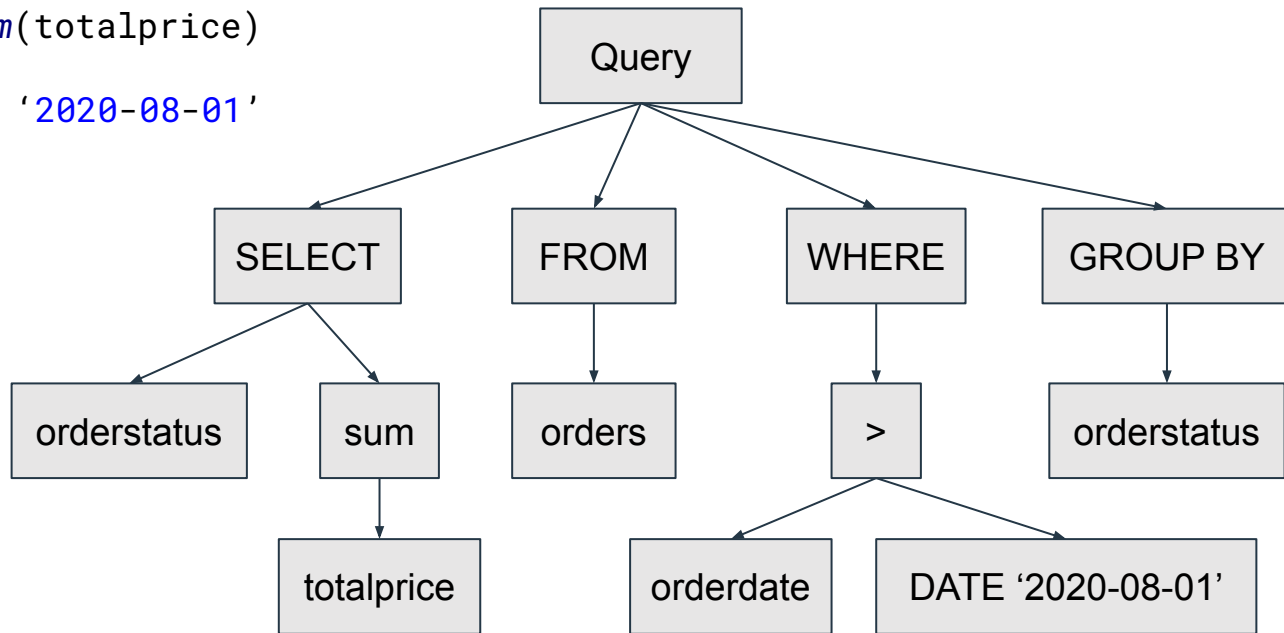 m(totalprice)
‘2020-08-01’
Query
SELECT
FROM
WHERE
GROUP BY
orderstatus
sum
orders
>
orderstatus
totalprice
orderdate
DATE ‘2020-08-01’